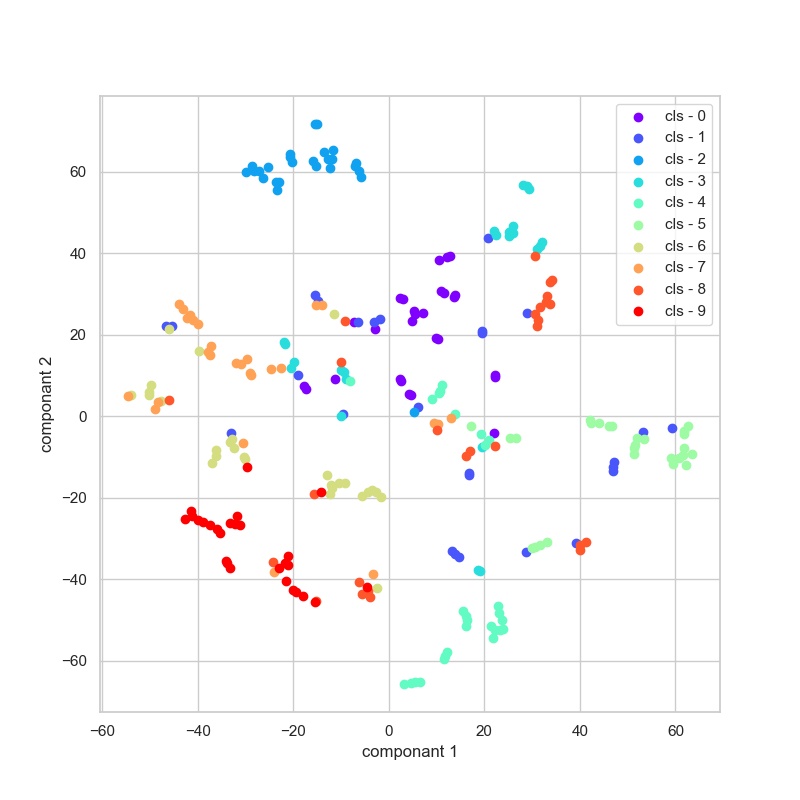 cls - 0
cls - 1
cls - 2
cls - 3
cls - 4
cls - 5
cls - 6
cls - 7
cls - 8
cls - 9
60
40
20
0
−20
−40
−60
componant 2
−60 −40 −20 0 20 40 60
componant 1